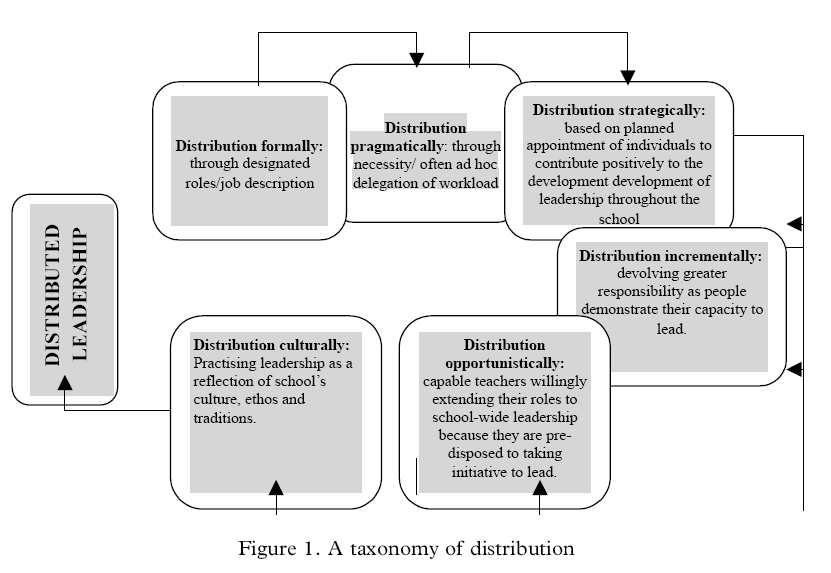 Distribution formally:
through designated
roles/job description
Distribution
pragmatically: through
necessity/ often ad hoc
delegation of workload
Distribution strategically:
based on planned
appointment of individuals to
contribute positively to the
development development of
leadership throughout the
school
Distribution incrementally:
devolving greater
responsibility as people
demonstrate their capacity to
lead.
Distribution
opportunistically:
capable teachers willingly
extending their roles to
school-wide leadership
because they are pre-
disposed to taking
initiative to lead.
Distribution culturally:
Practising leadership as a
reflection of school's
culture, ethos and
traditions.
DISTRIBUTED
LEADERSHIP
Figure 1. A taxonomy of distribution